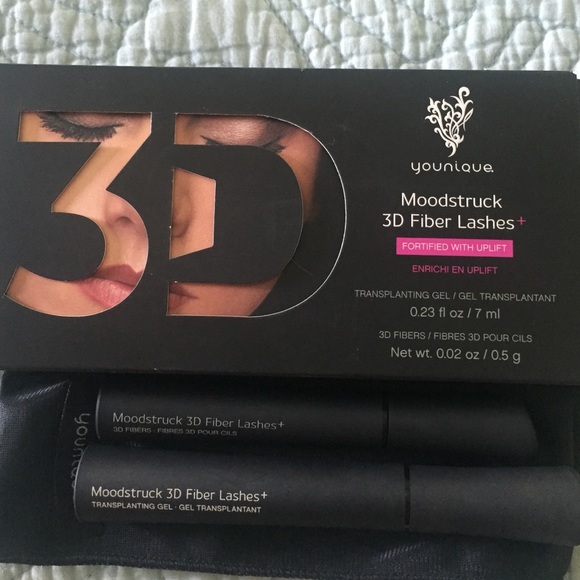 3D
younique.
Moodstruck
3D Fiber Lashes+
FORTIFIED WITH UPLIFT
ENRICHI EN UPLIFT
TRANSPLANTING GEL / GEL TRANSPLANTANT
0.23 fl oz / 7 ml
3D FIBERS / FIBRES 3D POUR CILS
Net wt. 0.02 oz / 0.5 g
Moodstruck 3D Fiber Lashes+
3D FIBERS · FIBRES 3D POUR CILS
Moodstruck 3D Fiber Lashes+
TRANSPLANTING GEL · GEL TRANSPLANTANT